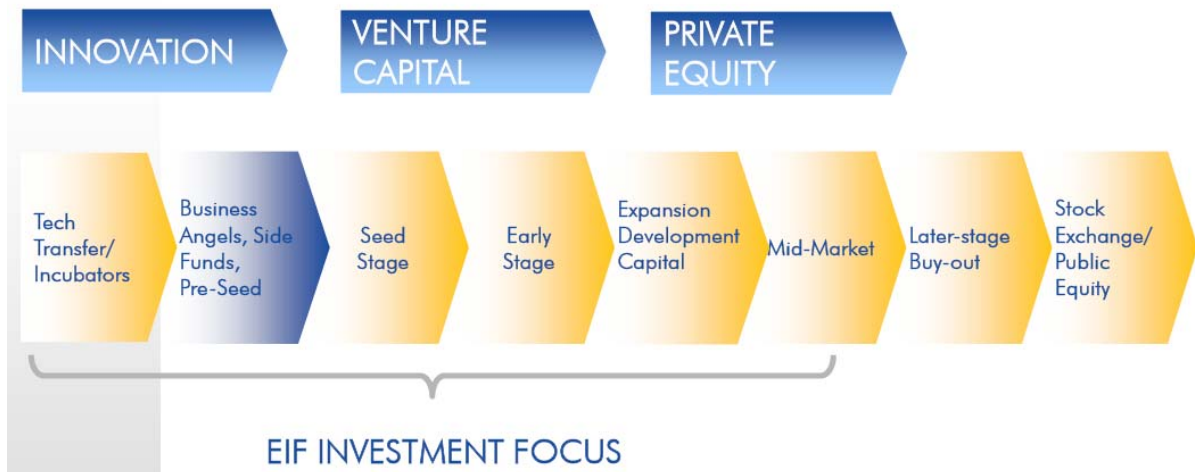 INNOVATION
VENTURE
CAPITAL
PRIVATE
EQUITY
Tech
Transfer/
Incubators
Business
Angels, Side
Funds,
Pre-Seed
Seed
Stage
Early
Stage
Expansion
Development
Capital
Mid-Market
Later-stage
Buy-out
Stock
Exchange/
Public
Equity
EIF INVESTMENT FOCUS